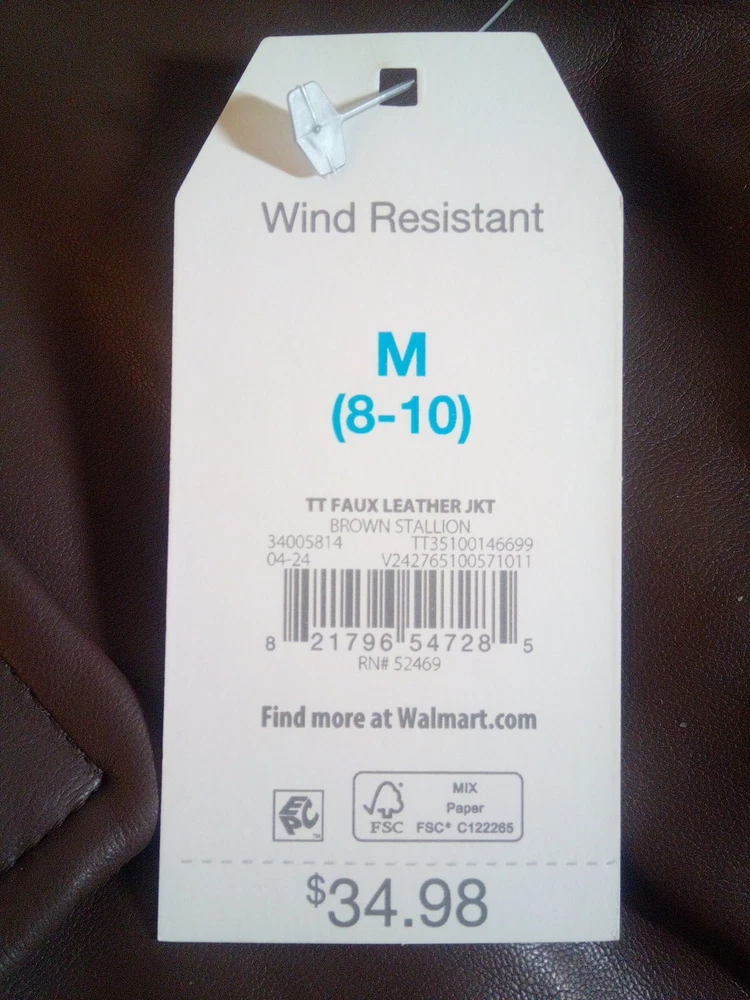 Wind Resistant
M
(8-10)
TT FAUX LEATHER JKT
BROWN STALLION
34005814 TT35100146699
04-24 V242765100571011
8 21796 54728 5
RN# 52469
Find more at Walmart.com
EPC™
MIX
Paper
FSC FSC® C122265
$34.98